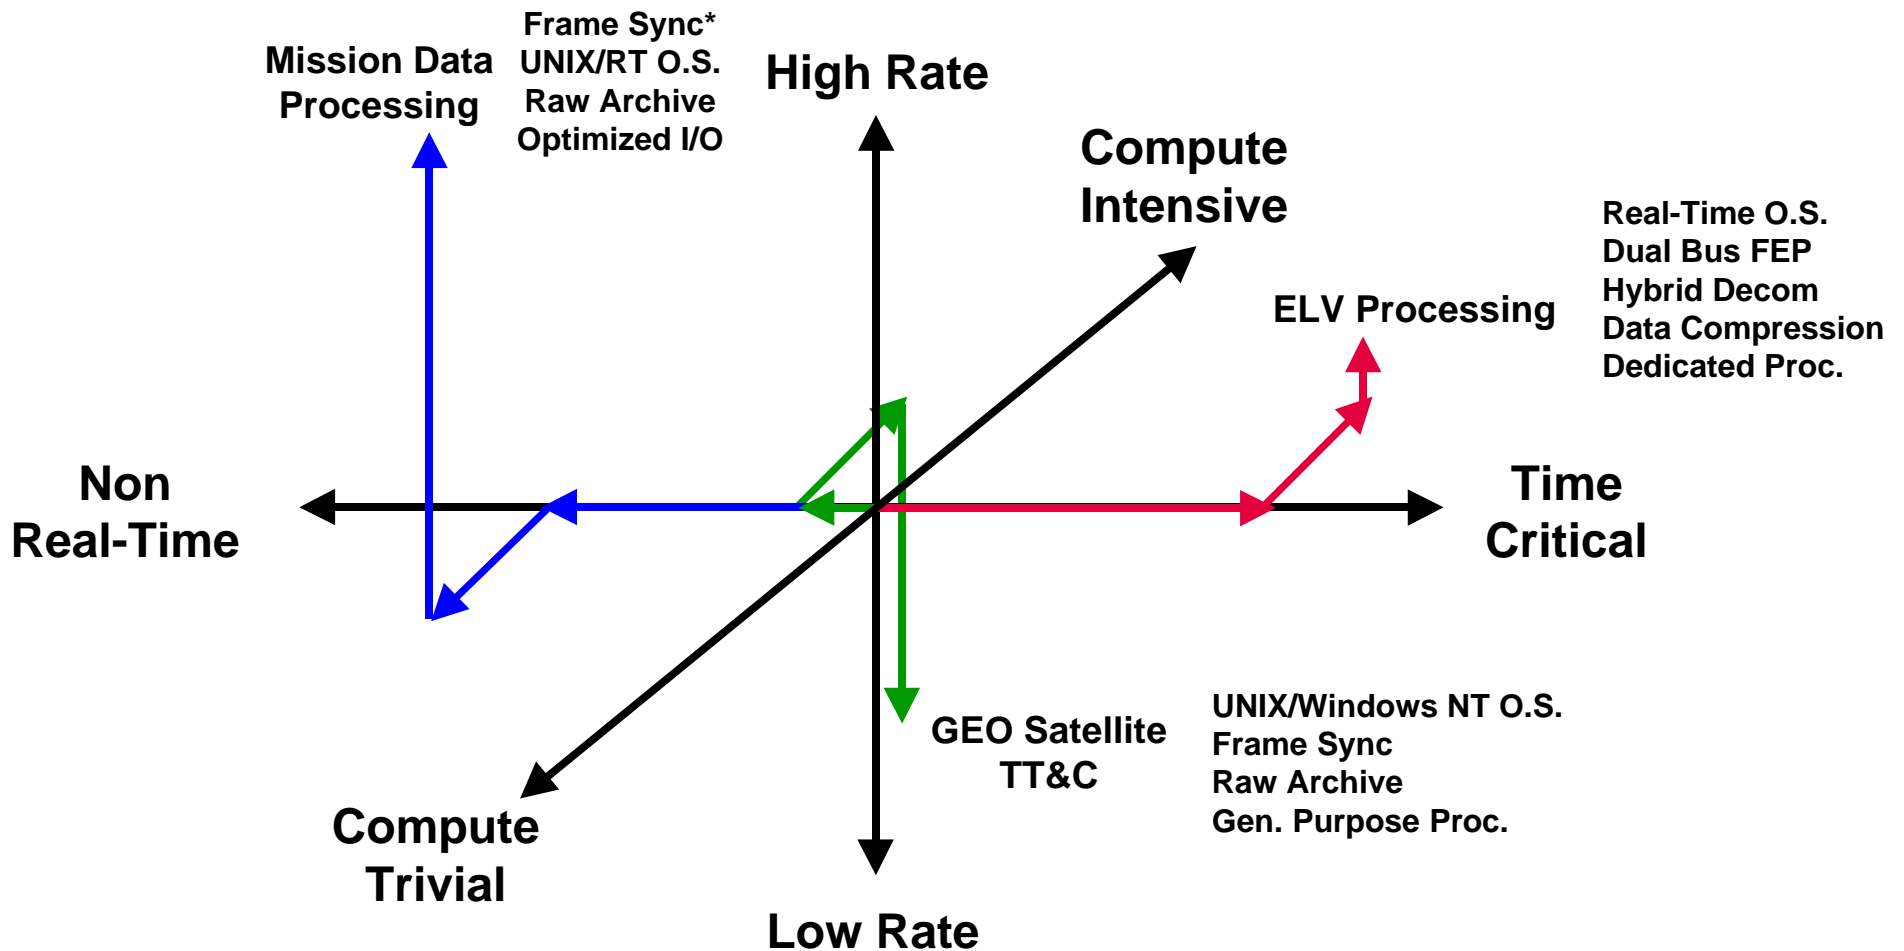 Mission Data
Processing
Frame Sync*
UNIX/RT O.S.
Raw Archive
Optimized I/O
High Rate
Compute
Intensive
Real-Time O.S.
Dual Bus FEP
Hybrid Decom
Data Compression
Dedicated Proc.
ELV Processing
Non
Real-Time
Time
Critical
GEO Satellite
TT&C
UNIX/Windows NT O.S.
Frame Sync
Raw Archive
Gen. Purpose Proc.
Compute
Trivial
Low Rate